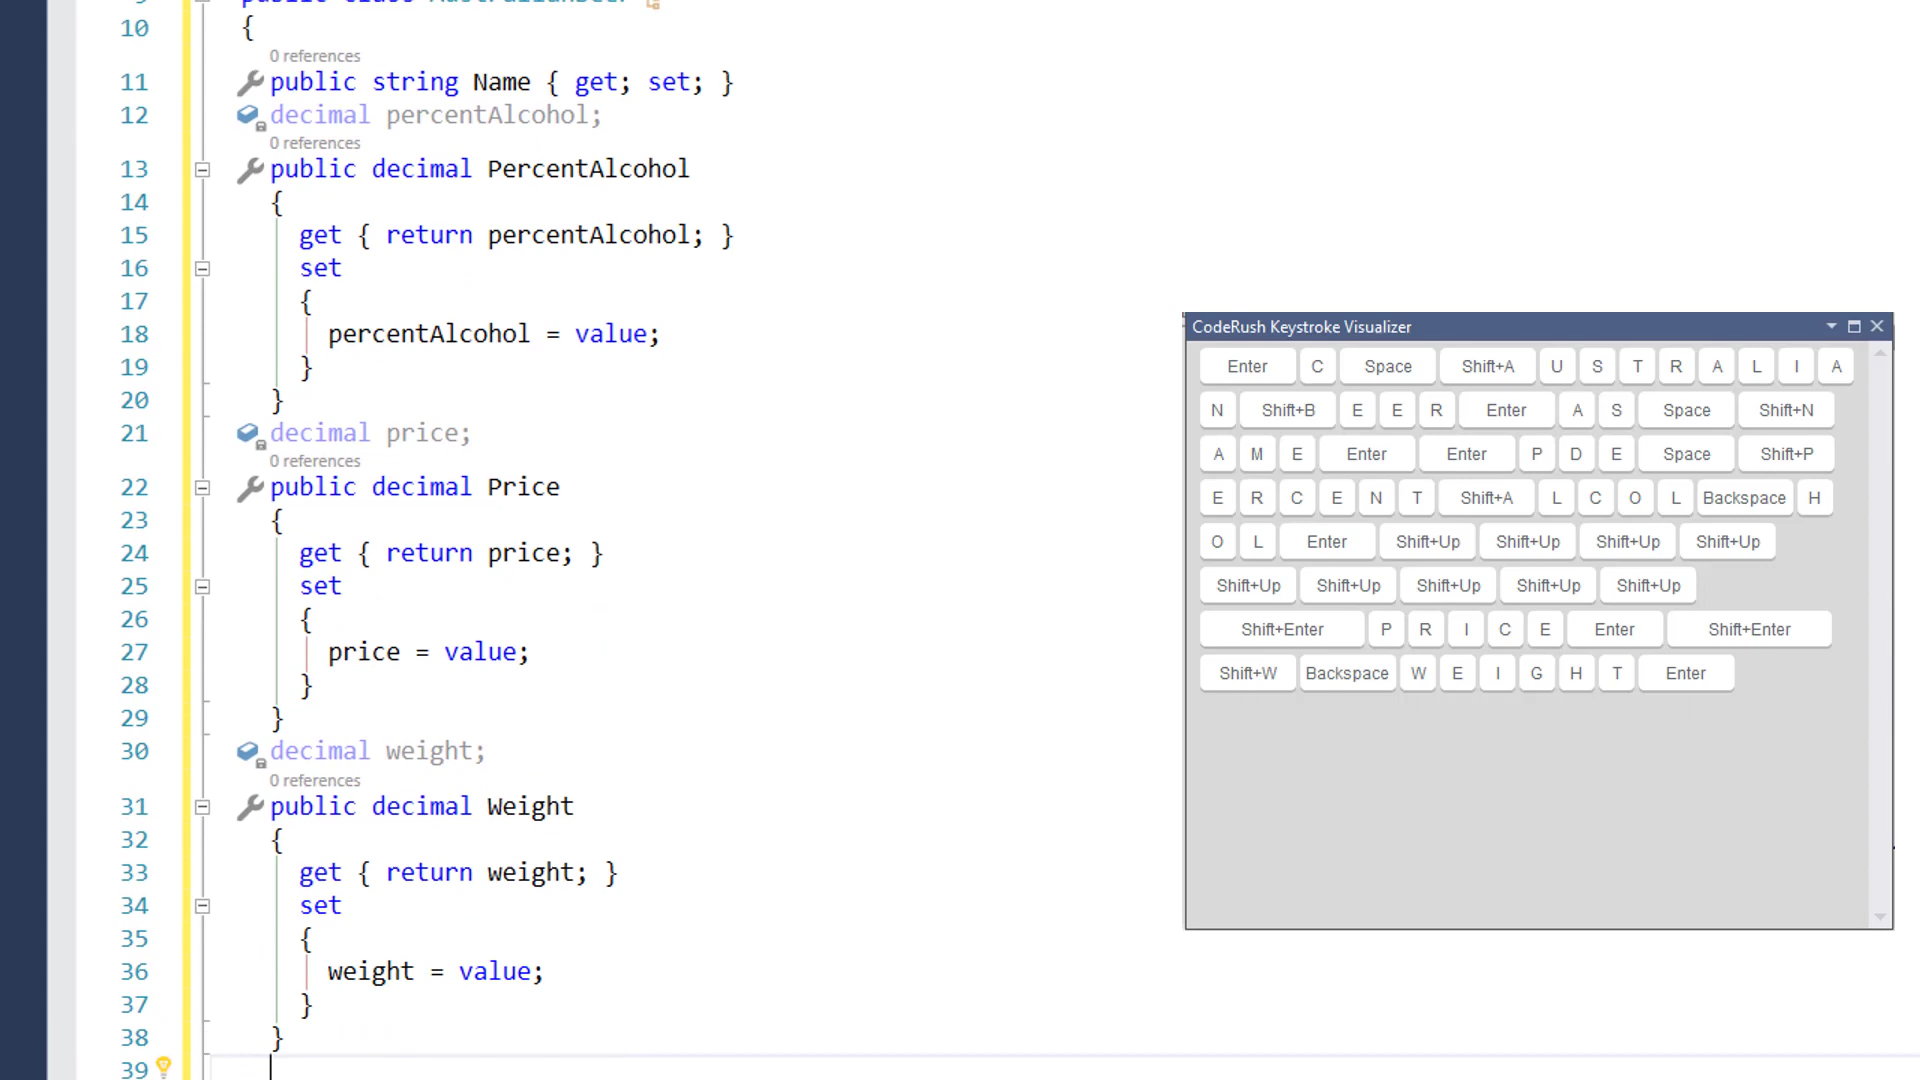 10 {
0 references
11 public string Name { get; set; }
12 decimal percentAlcohol;
0 references
13 public decimal PercentAlcohol
14 {
15 get { return percentAlcohol; }
16 set
17 {
18 percentAlcohol = value;
19 }
20 }
21 decimal price;
0 references
22 public decimal Price
23 {
24 get { return price; }
25 set
26 {
27 price = value;
28 }
29 }
30 decimal weight;
0 references
31 public decimal Weight
32 {
33 get { return weight; }
34 set
35 {
36 weight = value;
37 }
38 }
39
CodeRush Keystroke Visualizer
Enter C Space Shift+A U S T R A L I A
N Shift+B E E R Enter A S Space Shift+N
A M E Enter Enter P D E Space Shift+P
E R C E N T Shift+A L C O L Backspace H
O L Enter Shift+Up Shift+Up Shift+Up Shift+Up
Shift+Up Shift+Up Shift+Up Shift+Up Shift+Up
Shift+Enter P R I C E Enter Shift+Enter
Shift+W Backspace W E I G H T Enter